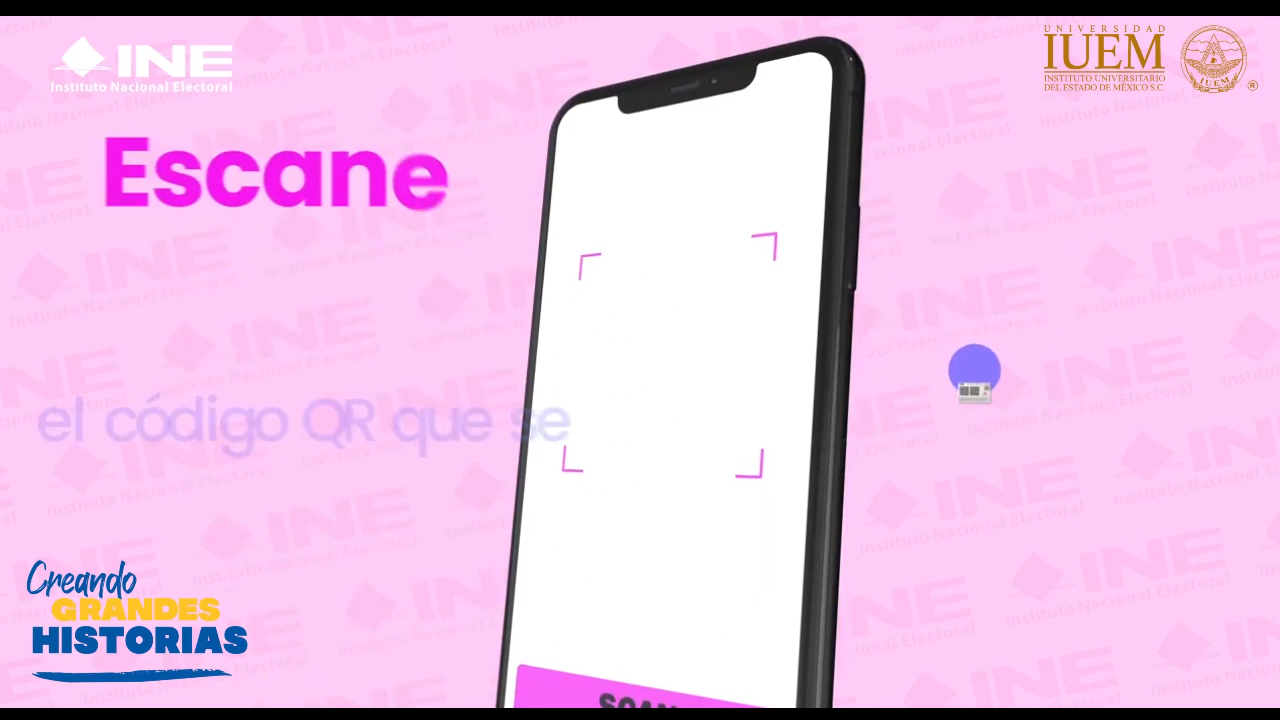 INE
Instituto Nacional Electoral
UNIVERSIDAD
IUEM
INSTITUTO UNIVERSITARIO
DEL ESTADO DE MÉXICO S.C.
IUEM
®
Escane
el código QR que se
Creando
GRANDES
HISTORIAS